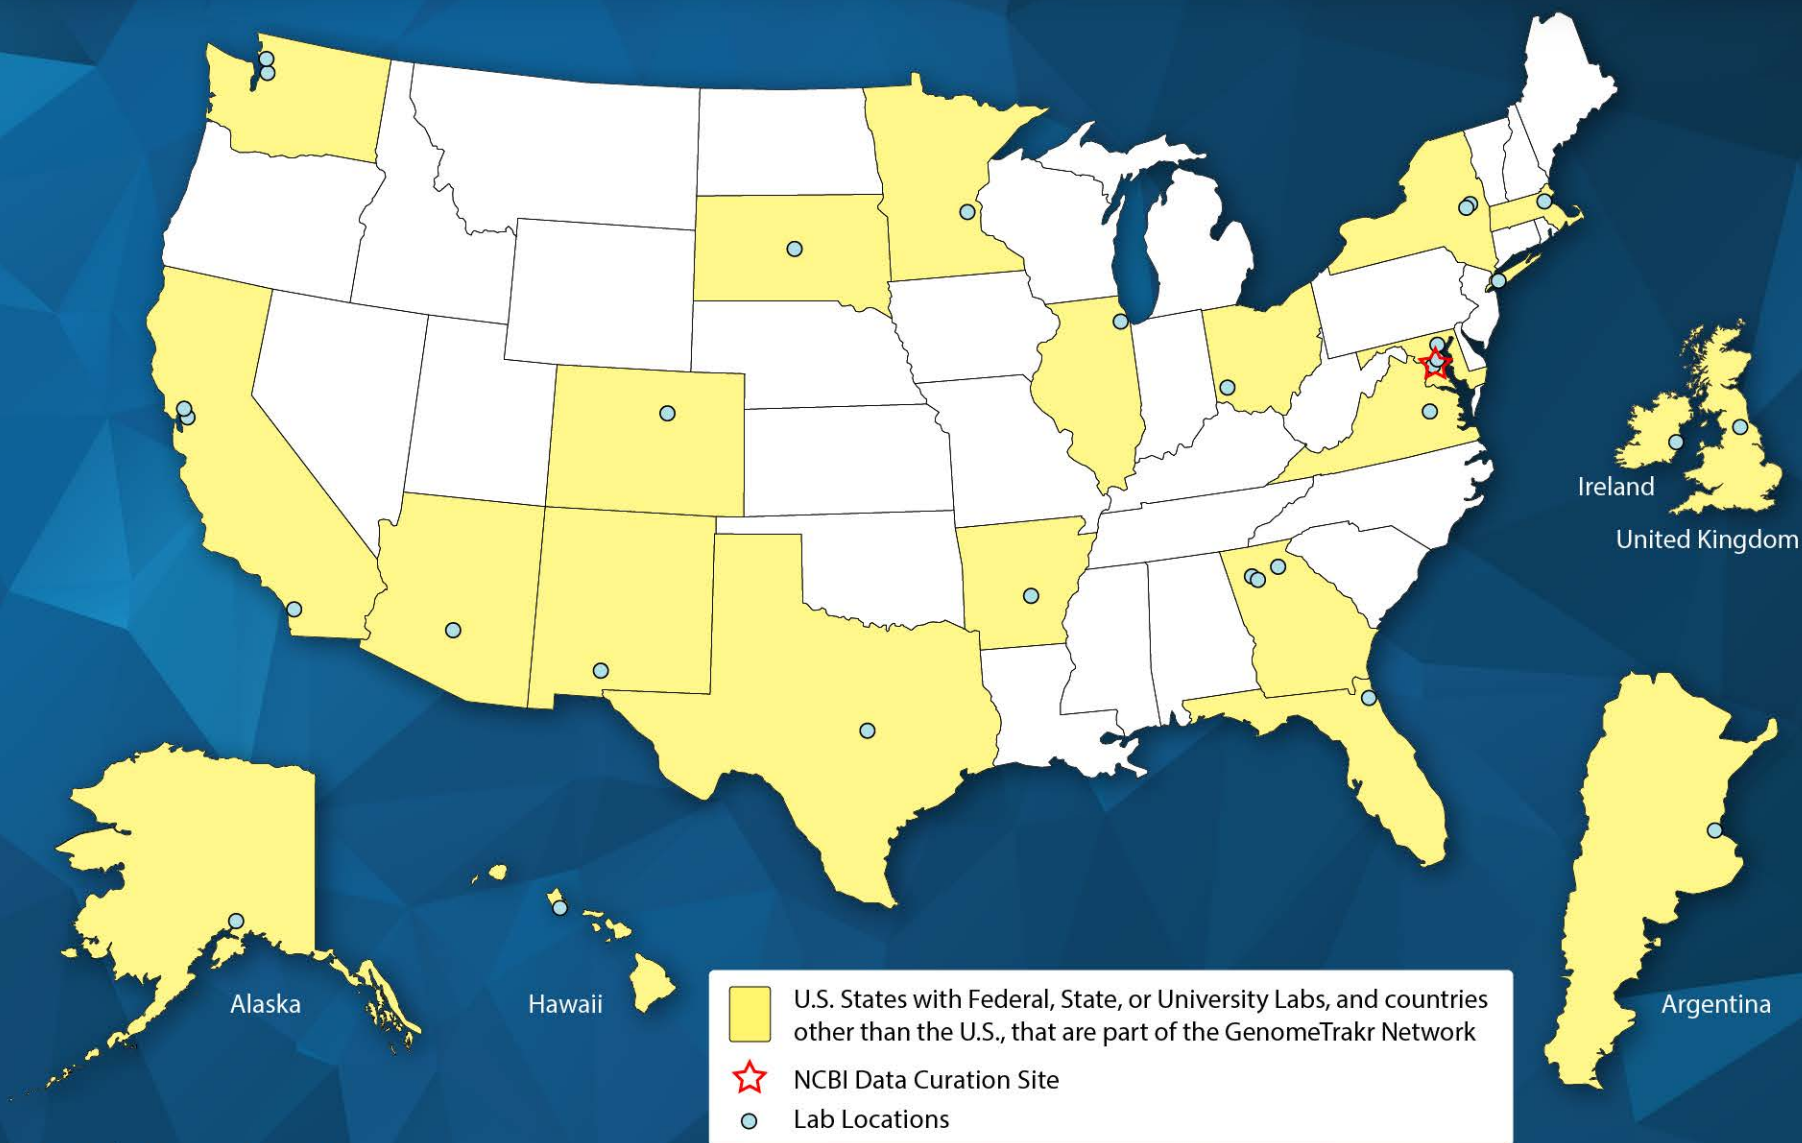 Ireland
United Kingdom
Alaska
Hawaii
Argentina
U.S. States with Federal, State, or University Labs, and countries
other than the U.S., that are part of the GenomeTrakr Network
NCBI Data Curation Site
Lab Locations